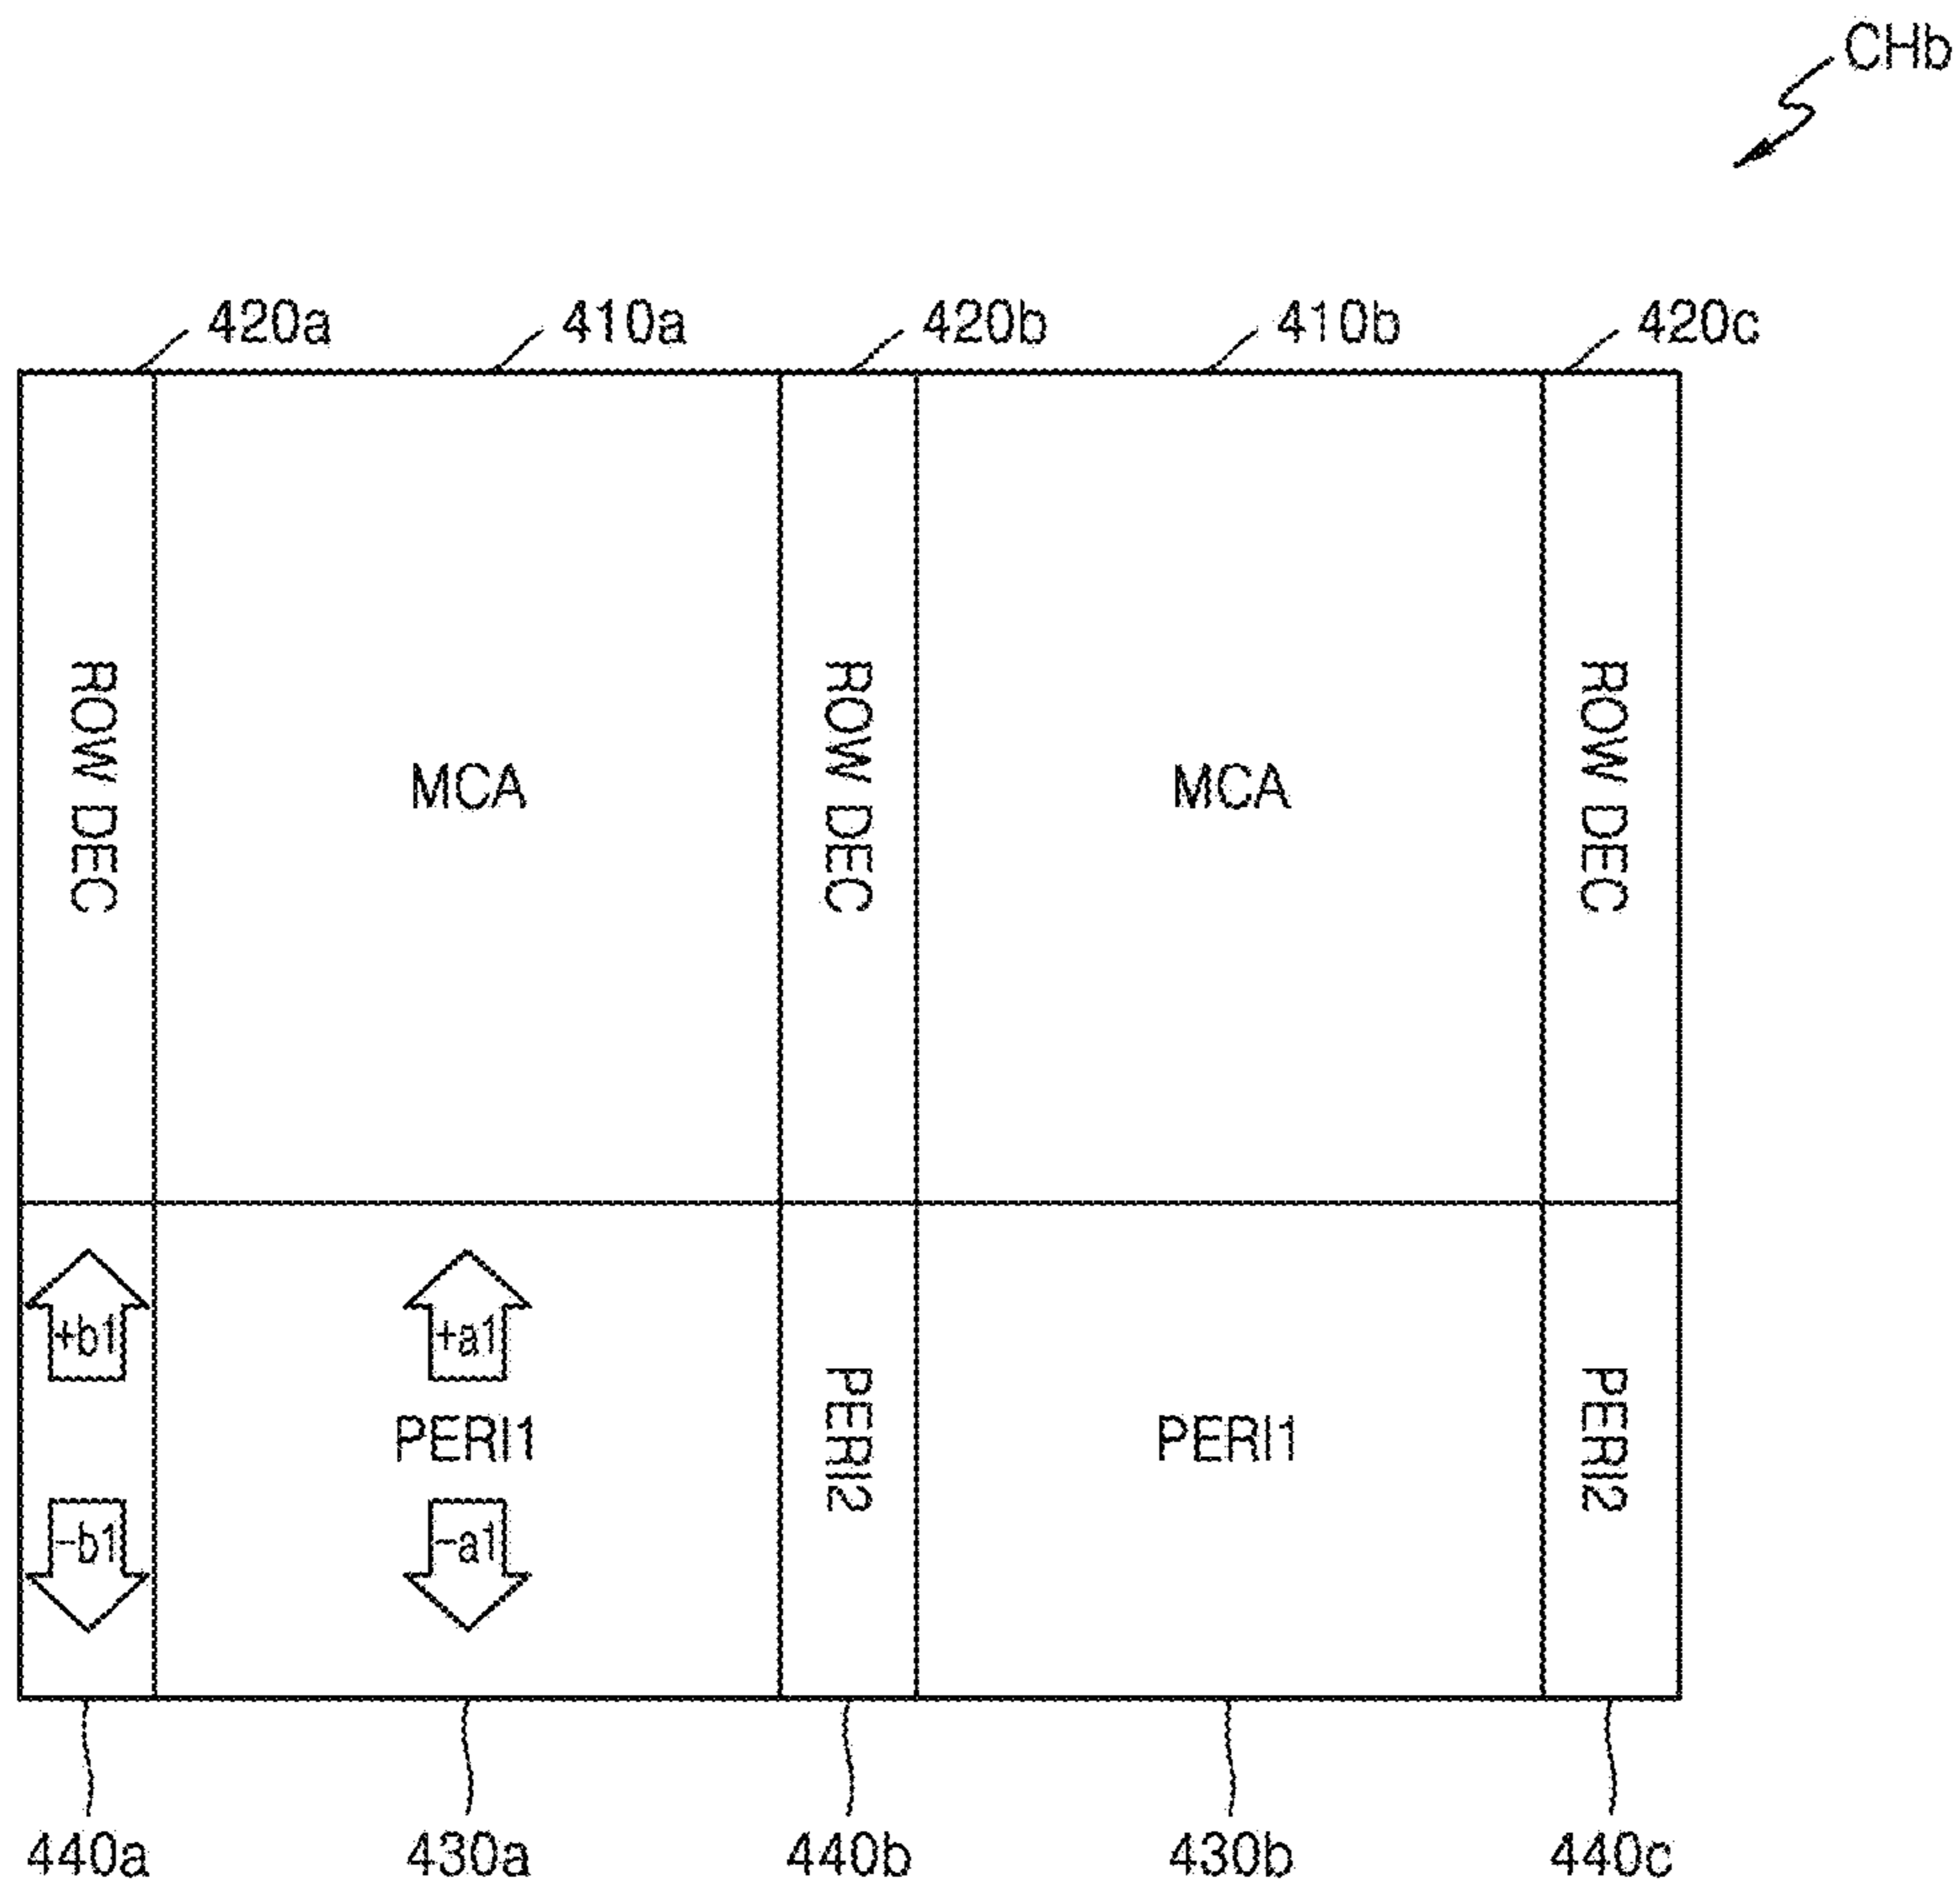 CHb
420a 410a 420b 410b 420c
ROW DEC MCA ROW DEC MCA ROW DEC
+b1 +a1
PERI1 PERI2 PERI1 PERI2
-b1 -a1
440a 430a 440b 430b 440c